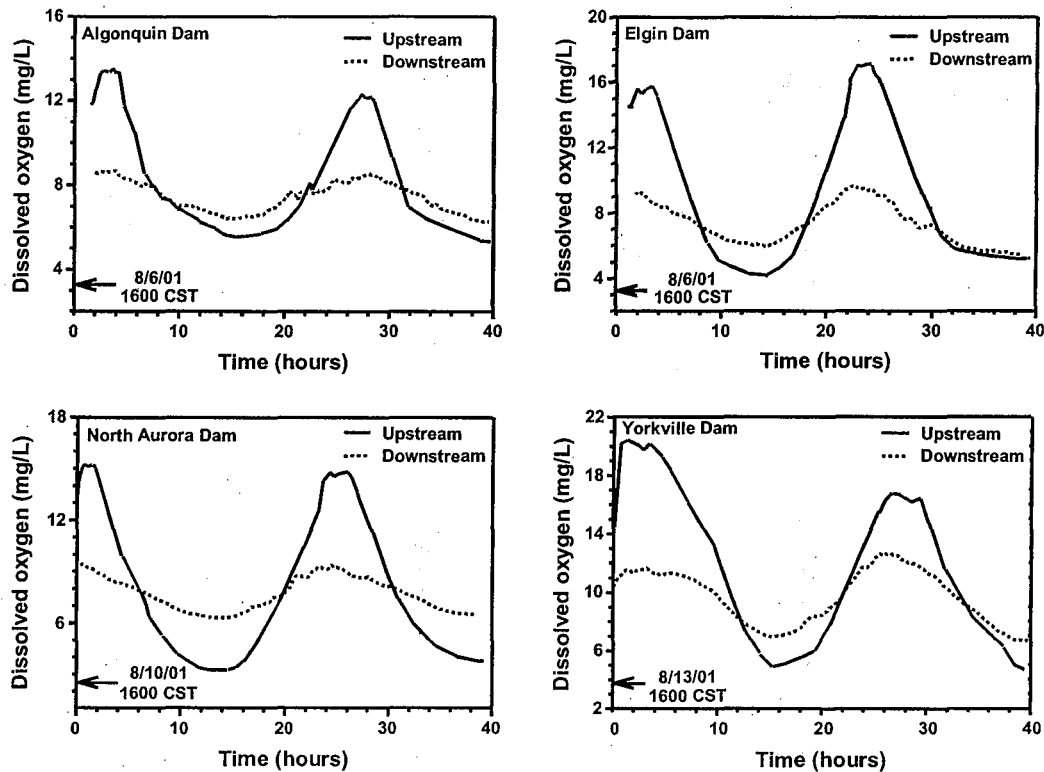 Algonquin Dam
Upstream
Downstream
Dissolved oxygen (mg/L)
16
12
8
4
8/6/01
1600 CST
0
10
20
30
40
Time (hours)
Elgin Dam
Upstream
Downstream
Dissolved oxygen (mg/L)
20
16
12
8
4
8/6/01
1600 CST
0
10
20
30
40
Time (hours)
North Aurora Dam
Upstream
Downstream
Dissolved oxygen (mg/L)
18
12
6
8/10/01
1600 CST
0
10
20
30
40
Time (hours)
Yorkville Dam
Upstream
Downstream
Dissolved oxygen (mg/L)
22
18
14
10
6
2
8/13/01
1600 CST
0
10
20
30
40
Time (hours)